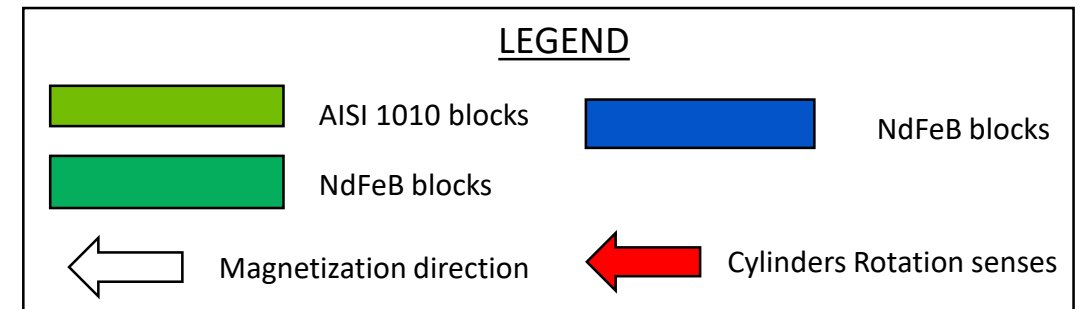 LEGEND
AISI 1010 blocks
NdFeB blocks
NdFeB blocks
Magnetization direction
Cylinders Rotation senses